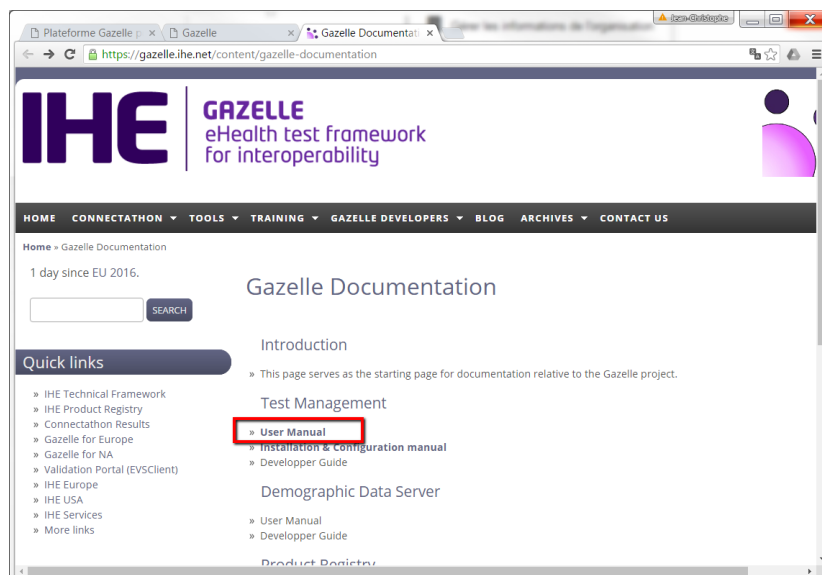 Jean-Christophe
Plateforme Gazelle p
Gazelle
Gazelle Documentati
https://gazelle.ihe.net/content/gazelle-documentation
IHE
GAZELLE
eHealth test framework
for interoperability
HOME CONNECTATHON TOOLS TRAINING GAZELLE DEVELOPERS BLOG ARCHIVES CONTACT US
Home » Gazelle Documentation
1 day since EU 2016.
SEARCH
Quick links
» IHE Technical Framework
» IHE Product Registry
» Connectathon Results
» Gazelle for Europe
» Gazelle for NA
» Validation Portal (EVSClient)
» IHE Europe
» IHE USA
» IHE Services
» More links
Gazelle Documentation
Introduction
» This page serves as the starting page for documentation relative to the Gazelle project.
Test Management
» User Manual
» Installation & Configuration manual
» Developper Guide
Demographic Data Server
» User Manual
» Developper Guide
Product Registry